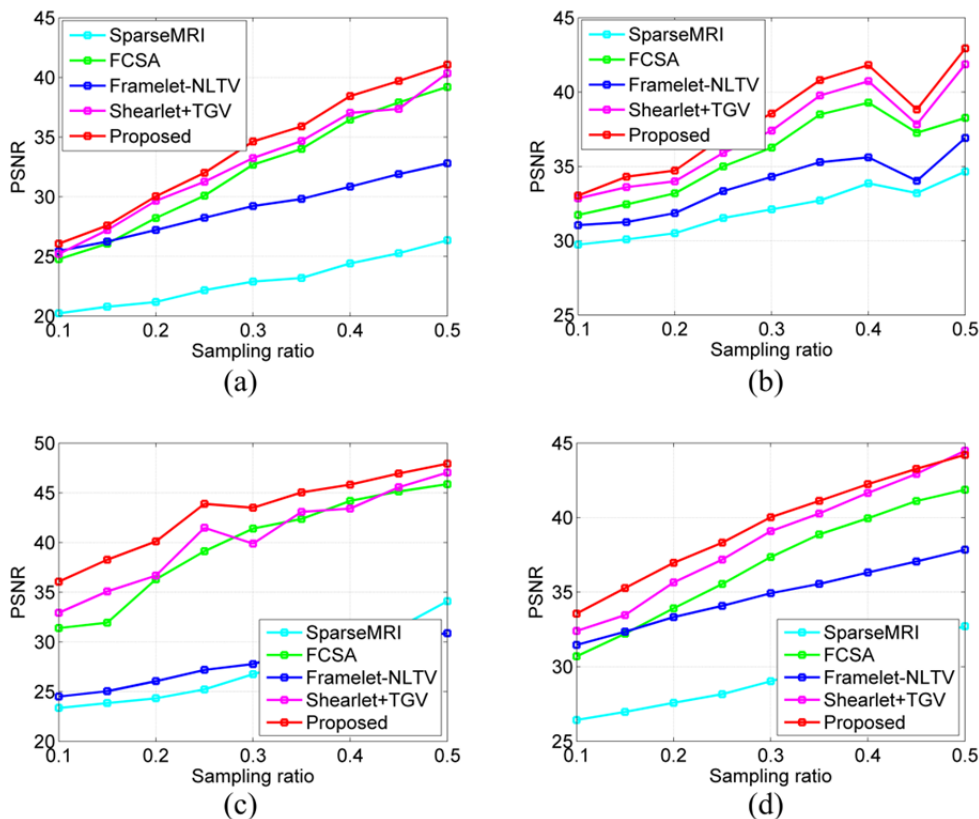 45
40
35
30
25
20
PSNR
SparseMRI
FCSA
Framelet-NLTV
Shearlet+TGV
Proposed
0.1 0.2 0.3 0.4 0.5
Sampling ratio
(a)
45
40
35
30
25
PSNR
SparseMRI
FCSA
Framelet-NLTV
Shearlet+TGV
Proposed
0.1 0.2 0.3 0.4 0.5
Sampling ratio
(b)
50
45
40
35
30
25
20
PSNR
SparseMRI
FCSA
Framelet-NLTV
Shearlet+TGV
Proposed
0.1 0.2 0.3 0.4 0.5
Sampling ratio
(c)
45
40
35
30
25
PSNR
SparseMRI
FCSA
Framelet-NLTV
Shearlet+TGV
Proposed
0.1 0.2 0.3 0.4 0.5
Sampling ratio
(d)